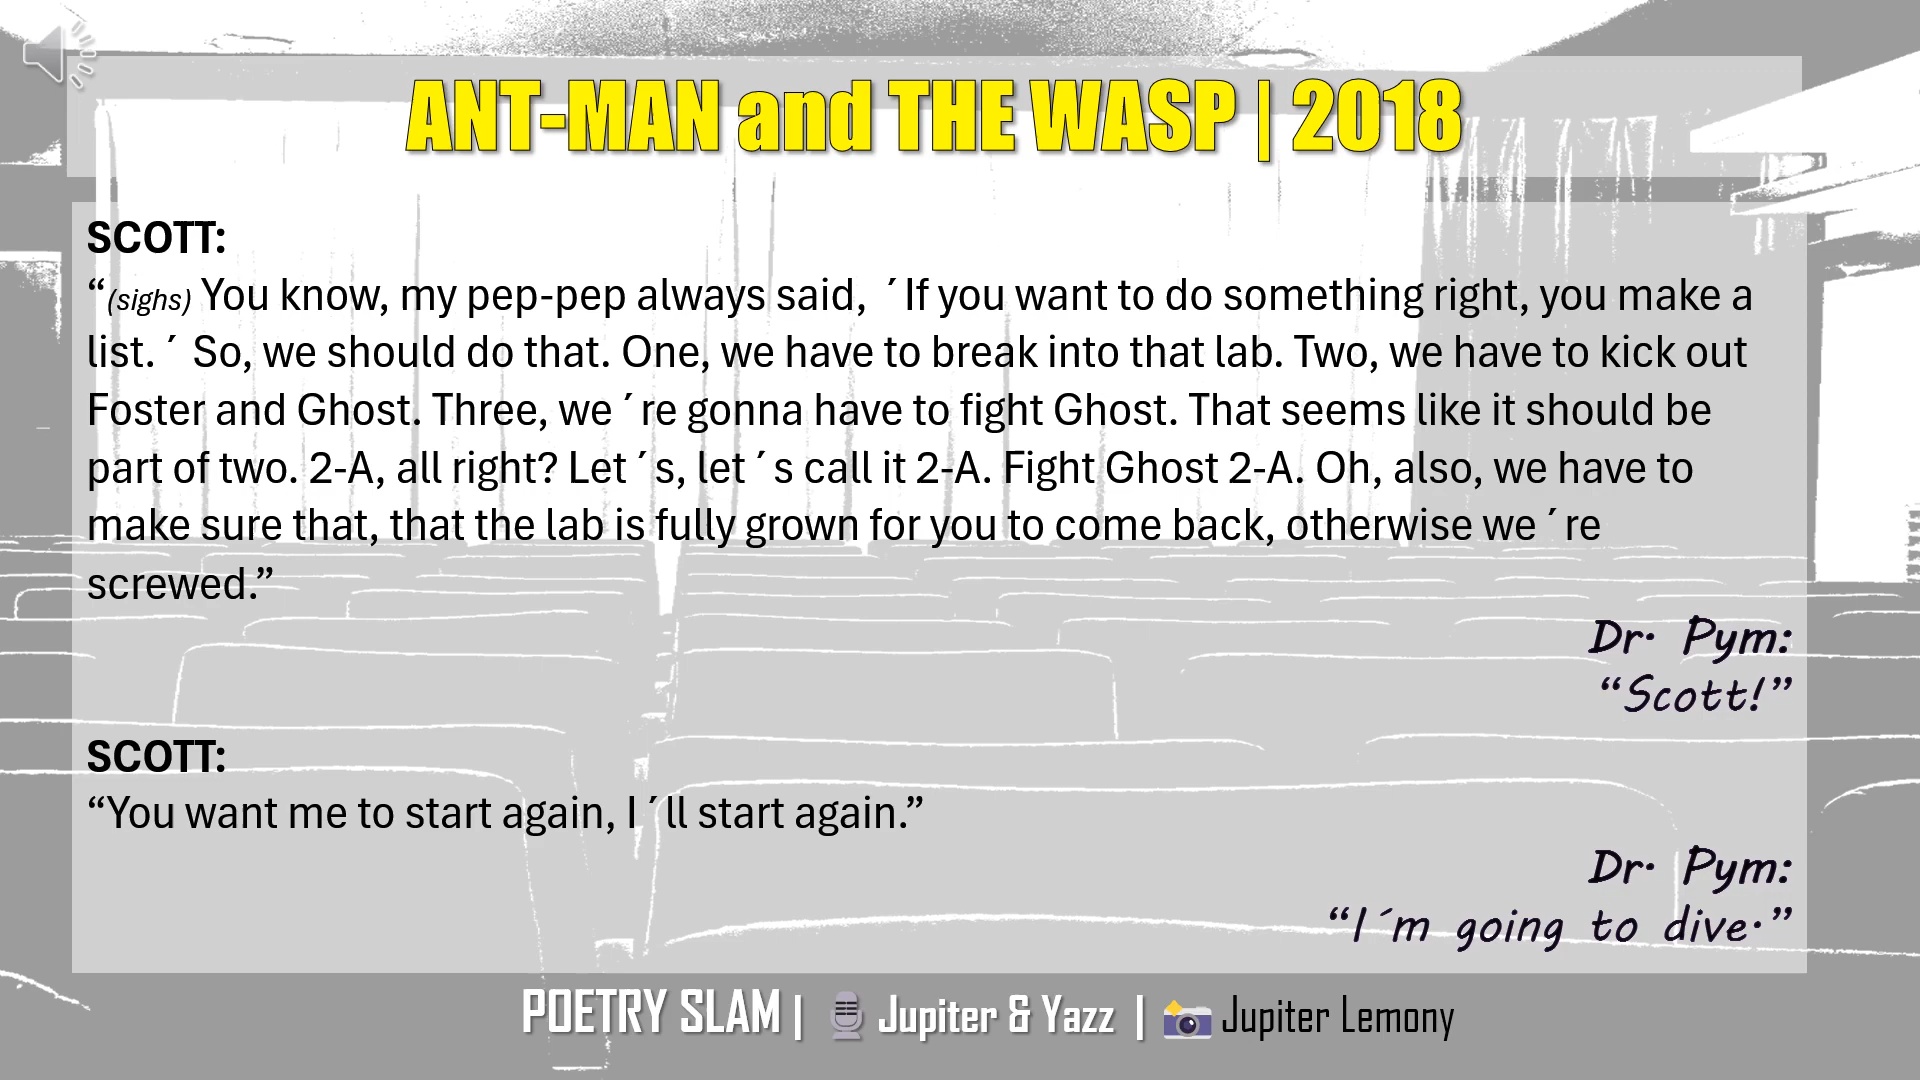 ANT-MAN and THE WASP | 2018
SCOTT:
“(sighs) You know, my pep-pep always said, ´If you want to do something right, you make a
list. ´ So, we should do that. One, we have to break into that lab. Two, we have to kick out
Foster and Ghost. Three, we´re gonna have to fight Ghost. That seems like it should be
part of two. 2-A, all right? Let´s, let´s call it 2-A. Fight Ghost 2-A. Oh, also, we have to
make sure that, that the lab is fully grown for you to come back, otherwise we´re
screwed.”
Dr. Pym:
“Scott!”
SCOTT:
“You want me to start again, I´ll start again.”
Dr. Pym:
“I´m going to dive.”
POETRY SLAM | Jupiter & Yazz | Jupiter Lemony